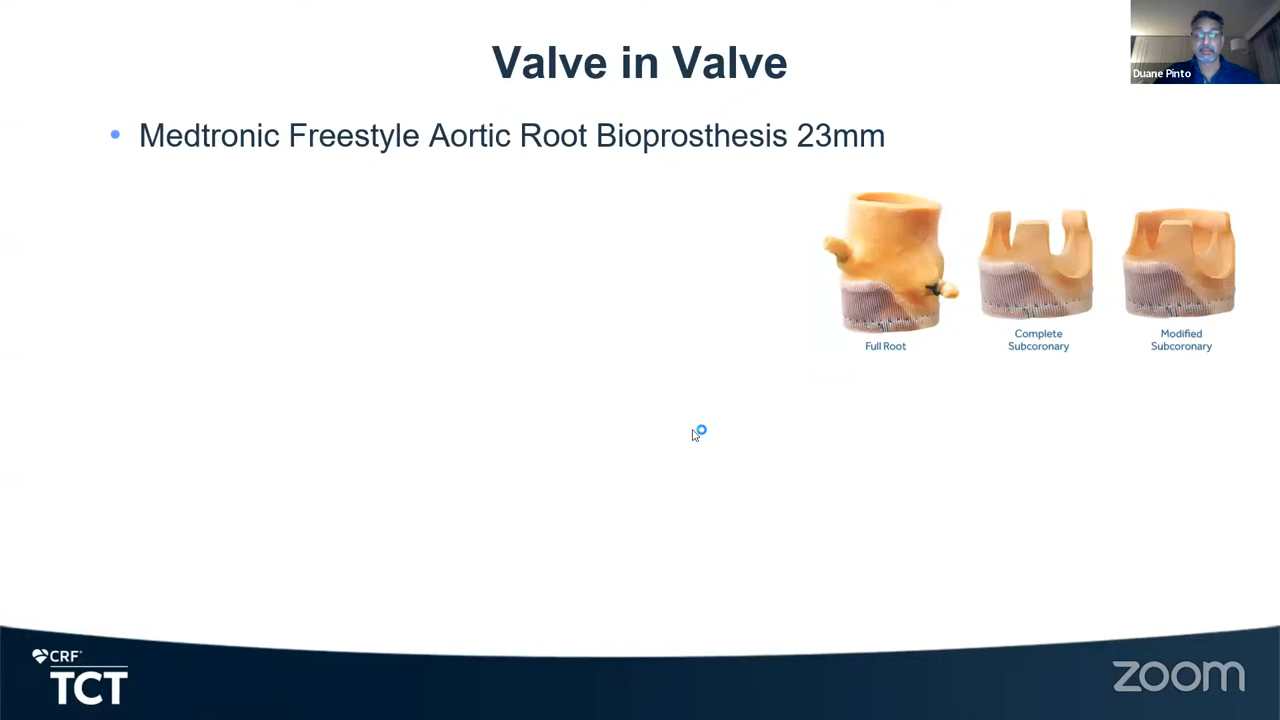 Valve in Valve
Duane Pinto
• Medtronic Freestyle Aortic Root Bioprosthesis 23mm
Full Root
Complete
Subcoronary
Modified
Subcoronary
CRF®
TCT
zoom